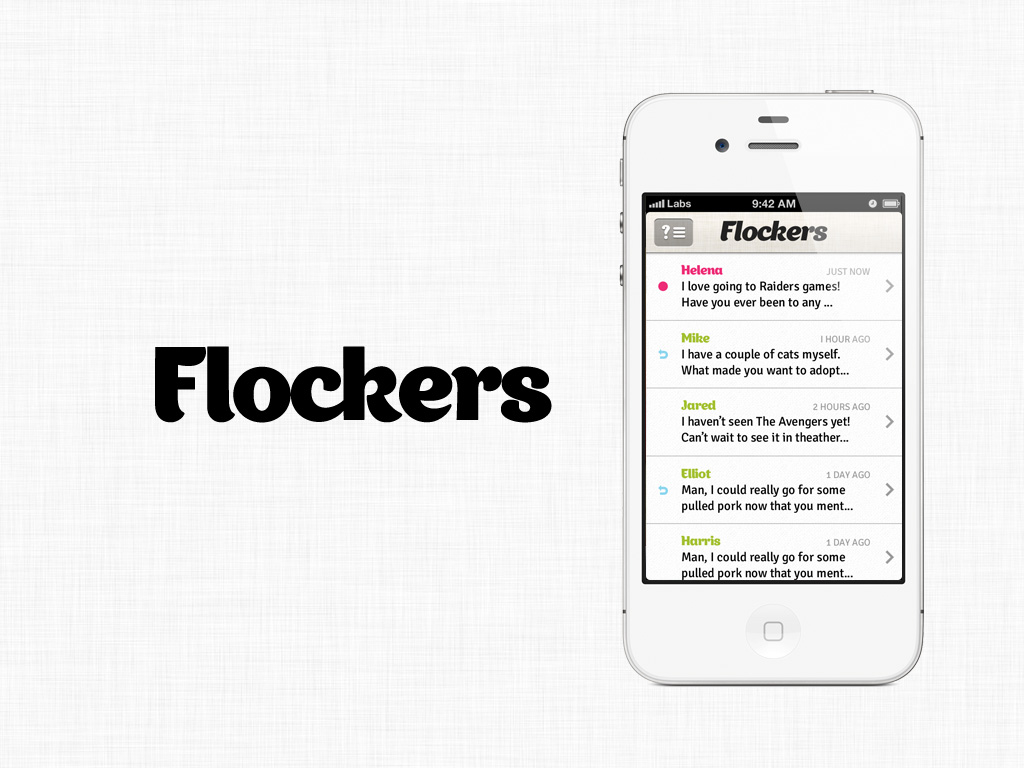 Flockers
Labs 9:42 AM
?
Flockers
Helena JUST NOW
I love going to Raiders games!
Have you ever been to any ...
Mike 1 HOUR AGO
I have a couple of cats myself.
What made you want to adopt...
Jared 2 HOURS AGO
I haven't seen The Avengers yet!
Can't wait to see it in theather...
Elliot 1 DAY AGO
Man, I could really go for some
pulled pork now that you ment...
Harris 1 DAY AGO
Man, I could really go for some
pulled pork now that you ment...